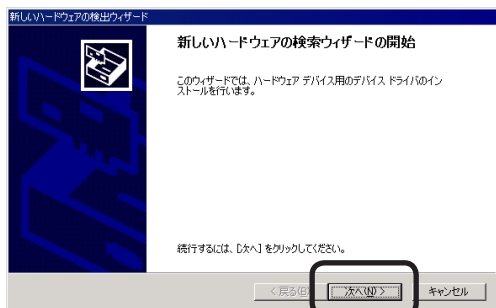 新しいハードウェアの検出ウィザード
新しいハードウェアの検索ウィザードの開始
このウィザードでは、ハードウェア デバイス用のデバイス ドライバのイン
ストールを行います。
続行するには、[次へ] をクリックしてください。
< 戻る(B) 次へ(N) > キャンセル